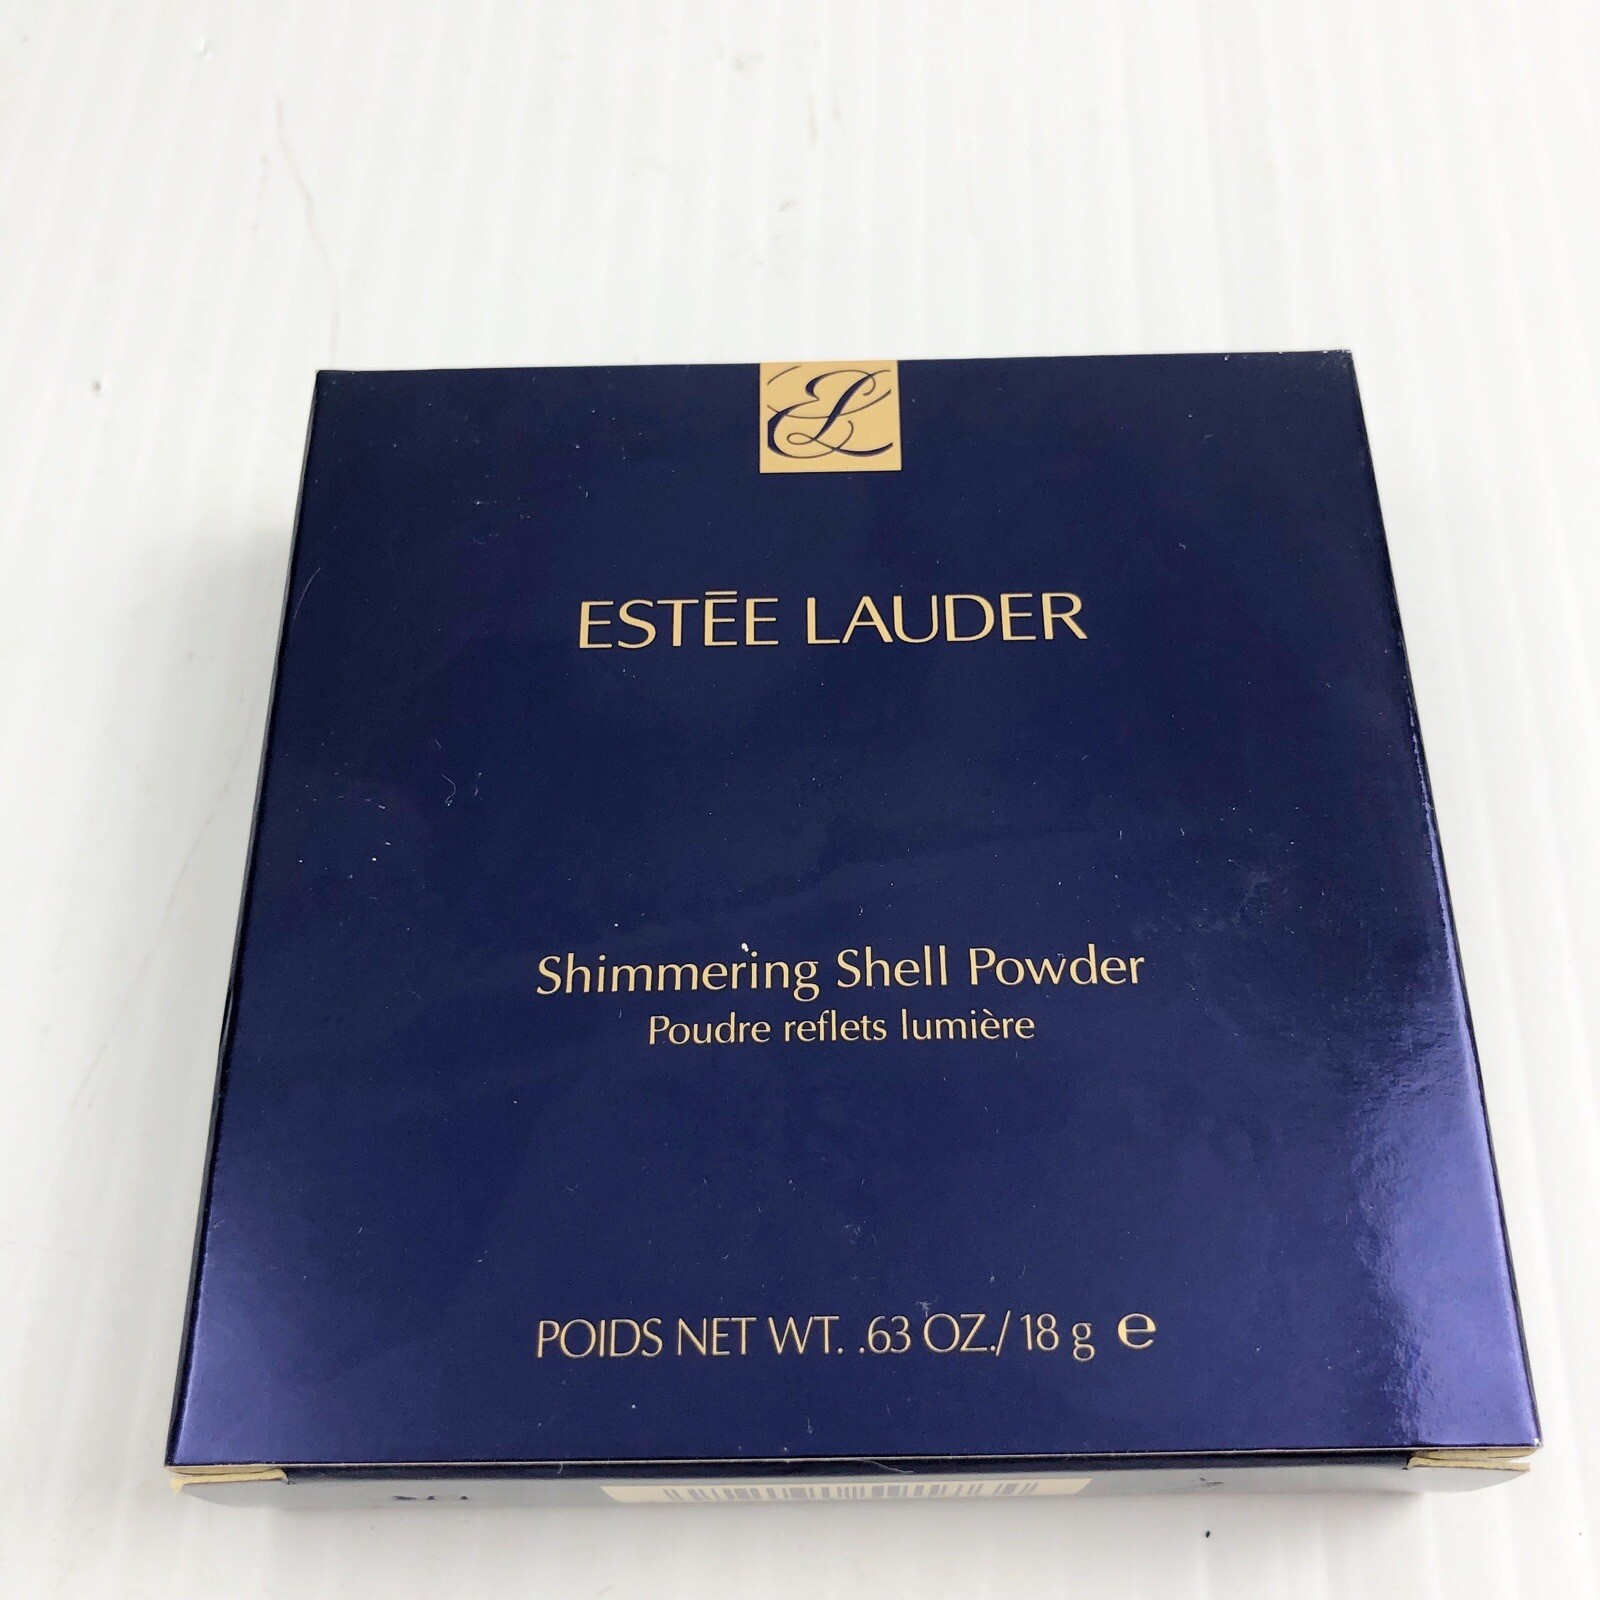 EL
ESTĒE LAUDER
Shimmering Shell Powder
Poudre reflets lumière
POIDS NET WT. .63 OZ./ 18 g ℮